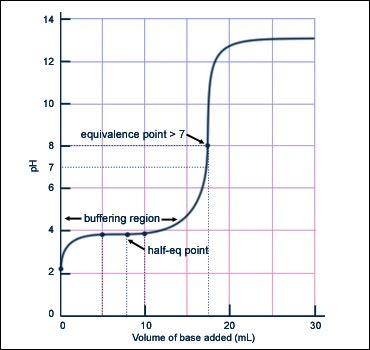 14
12
10
equivalence point > 7
8
7
pH
6
buffering region
4
half-eq point
2
0
0 10 20 30
Volume of base added (mL)